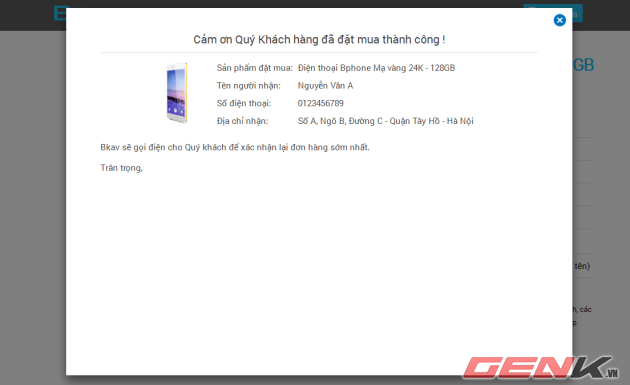 Cảm ơn Quý Khách hàng đã đặt mua thành công !
Sản phẩm đặt mua: Điện thoại Bphone Mạ vàng 24K - 128GB
Tên người nhận: Nguyễn Văn A
Số điện thoại: 0123456789
Địa chỉ nhận: Số A, Ngõ B, Đường C - Quận Tây Hồ - Hà Nội
Bkav sẽ gọi điện cho Quý khách để xác nhận lại đơn hàng sớm nhất.
Trân trọng,
GB
tên)
h, các
p
GENK.VN